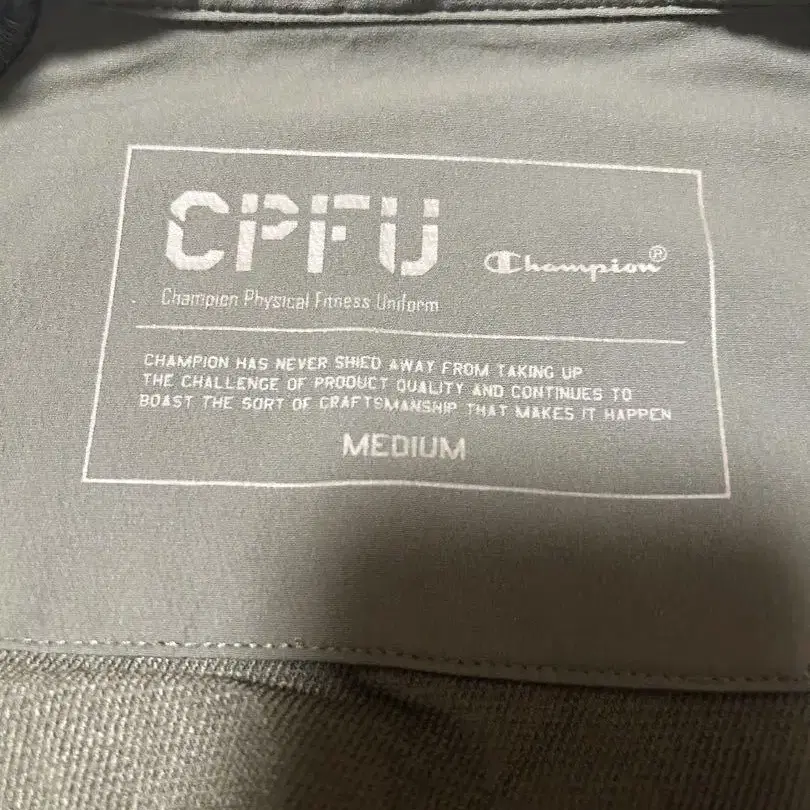 CPFU
Champion®
Champion Physical Fitness Uniform
CHAMPION HAS NEVER SHIED AWAY FROM TAKING UP
THE CHALLENGE OF PRODUCT QUALITY AND CONTINUES TO
BOAST THE SORT OF CRAFTSMANSHIP THAT MAKES IT HAPPEN
MEDIUM